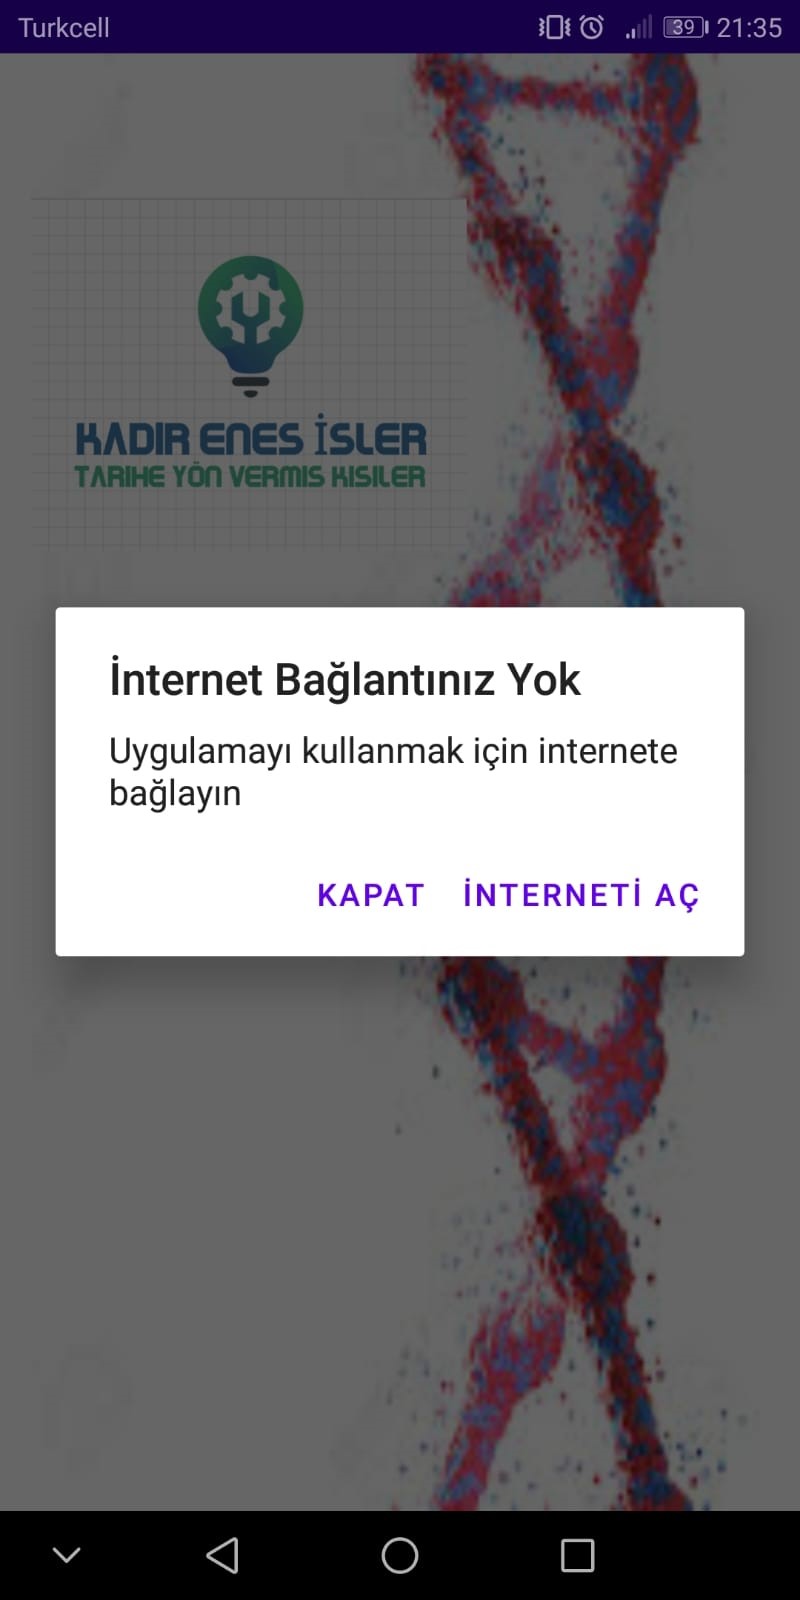 Turkcell
39 21:35
KADIR ENES İSLER
TARIHE YÖN VERMIS KISILER
İnternet Bağlantınız Yok
Uygulamayı kullanmak için internete
bağlayın
KAPAT İNTERNETİ AÇ